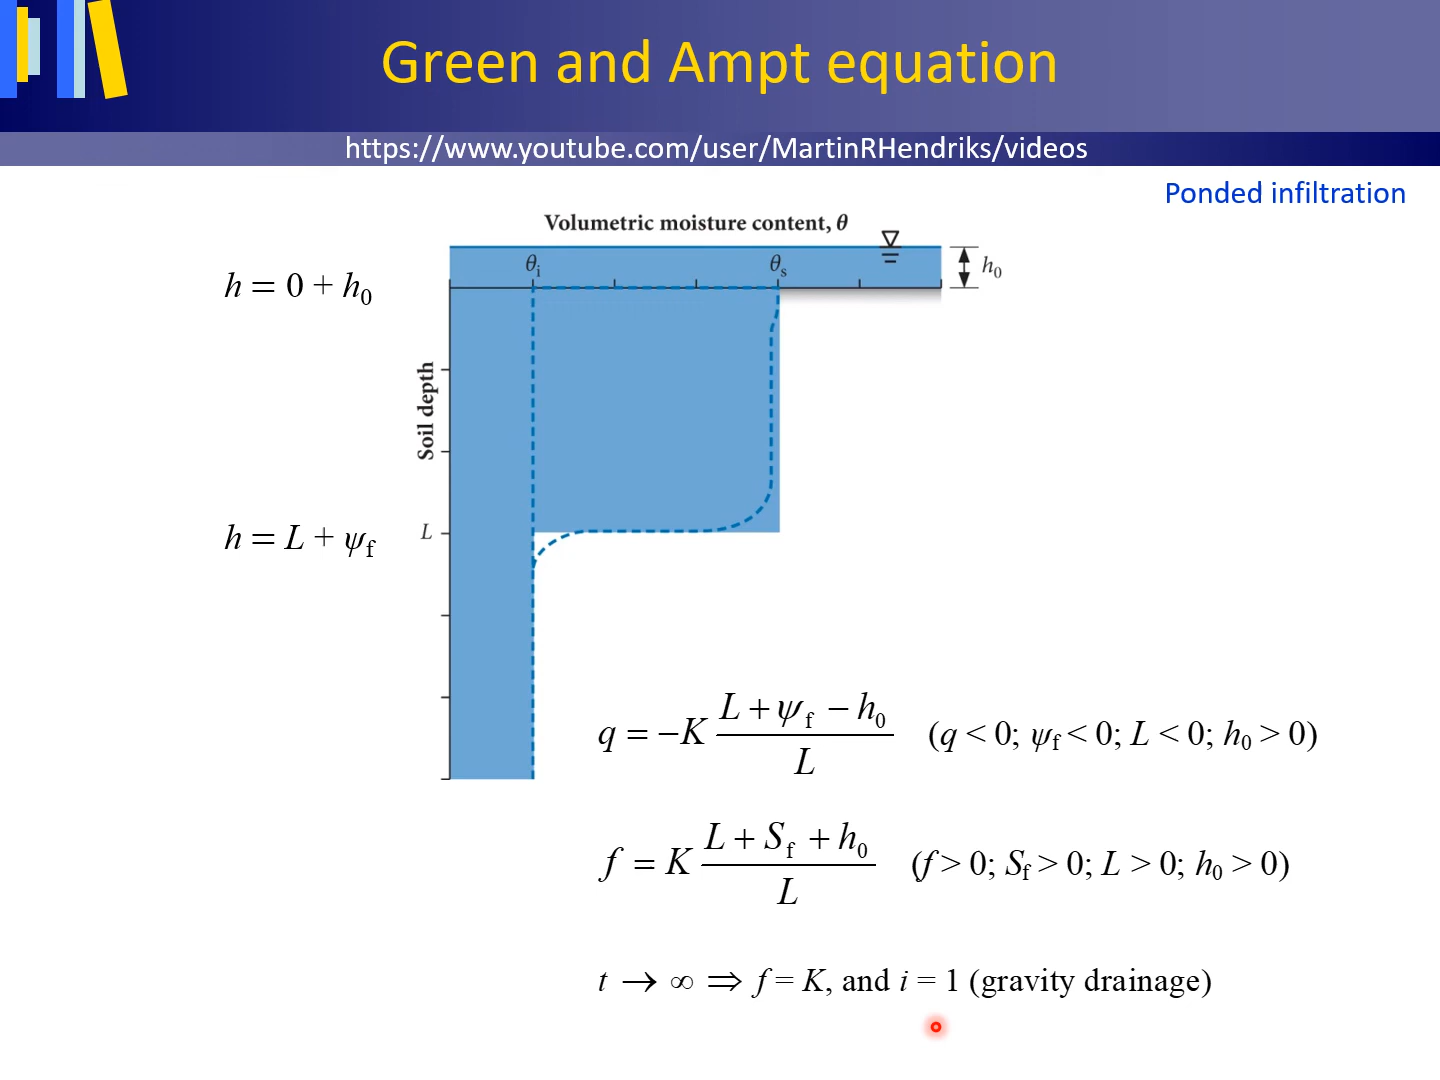 Green and Ampt equation
https://www.youtube.com/user/MartinRHendriks/videos
Ponded infiltration
Volumetric moisture content, θ
θi
θs
h0
h = 0 + h0
Soil depth
h = L + ψf
L
q = −K (L + ψf − h0) / L (q < 0; ψf < 0; L < 0; h0 > 0)
f = K (L + Sf + h0) / L (f > 0; Sf > 0; L > 0; h0 > 0)
t → ∞ ⇒ f = K, and i = 1 (gravity drainage)